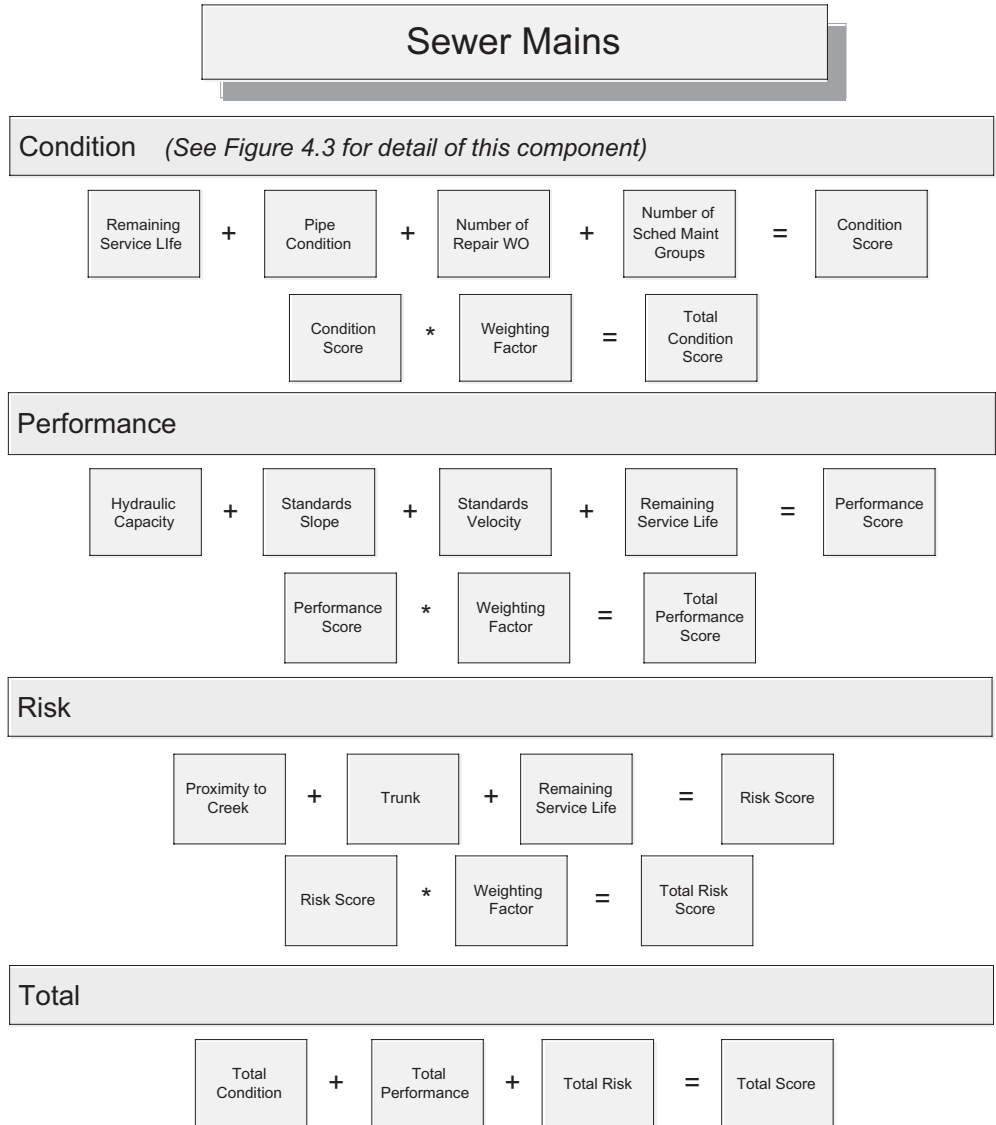 Sewer Mains
Condition (See Figure 4.3 for detail of this component)
Remaining
Service LIfe
+
Pipe
Condition
+
Number of
Repair WO
+
Number of
Sched Maint
Groups
=
Condition
Score
Condition
Score
*
Weighting
Factor
=
Total
Condition
Score
Performance
Hydraulic
Capacity
+
Standards
Slope
+
Standards
Velocity
+
Remaining
Service Life
=
Performance
Score
Performance
Score
*
Weighting
Factor
=
Total
Performance
Score
Risk
Proximity to
Creek
+
Trunk
+
Remaining
Service Life
=
Risk Score
Risk Score
*
Weighting
Factor
=
Total Risk
Score
Total
Total
Condition
+
Total
Performance
+
Total Risk
=
Total Score